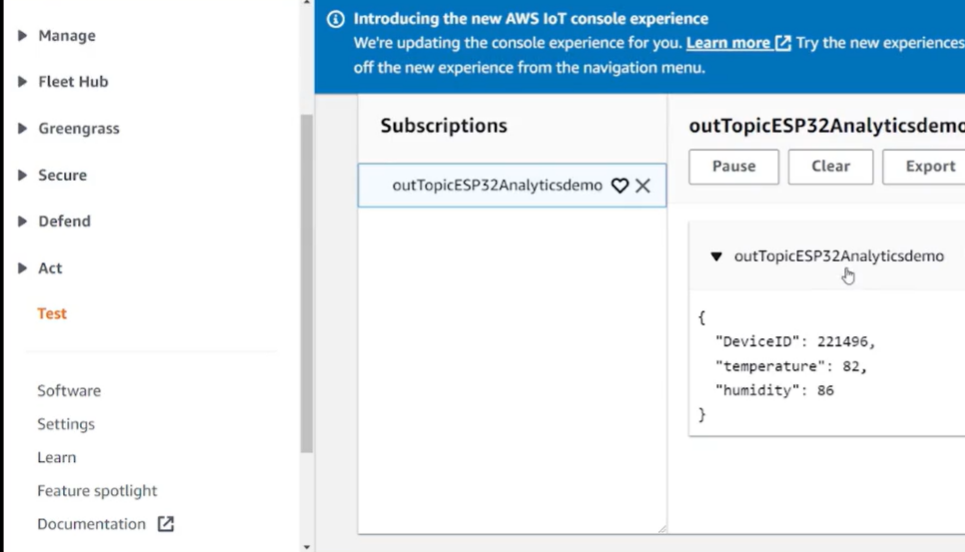 Manage
Fleet Hub
Greengrass
Secure
Defend
Act
Test
Software
Settings
Learn
Feature spotlight
Documentation
Introducing the new AWS IoT console experience
We're updating the console experience for you. Learn more Try the new experiences
off the new experience from the navigation menu.
Subscriptions
outTopicESP32Analyticsdemo
outTopicESP32Analyticsdemo
Pause Clear Export
outTopicESP32Analyticsdemo
{
"DeviceID": 221496,
"temperature": 82,
"humidity": 86
}